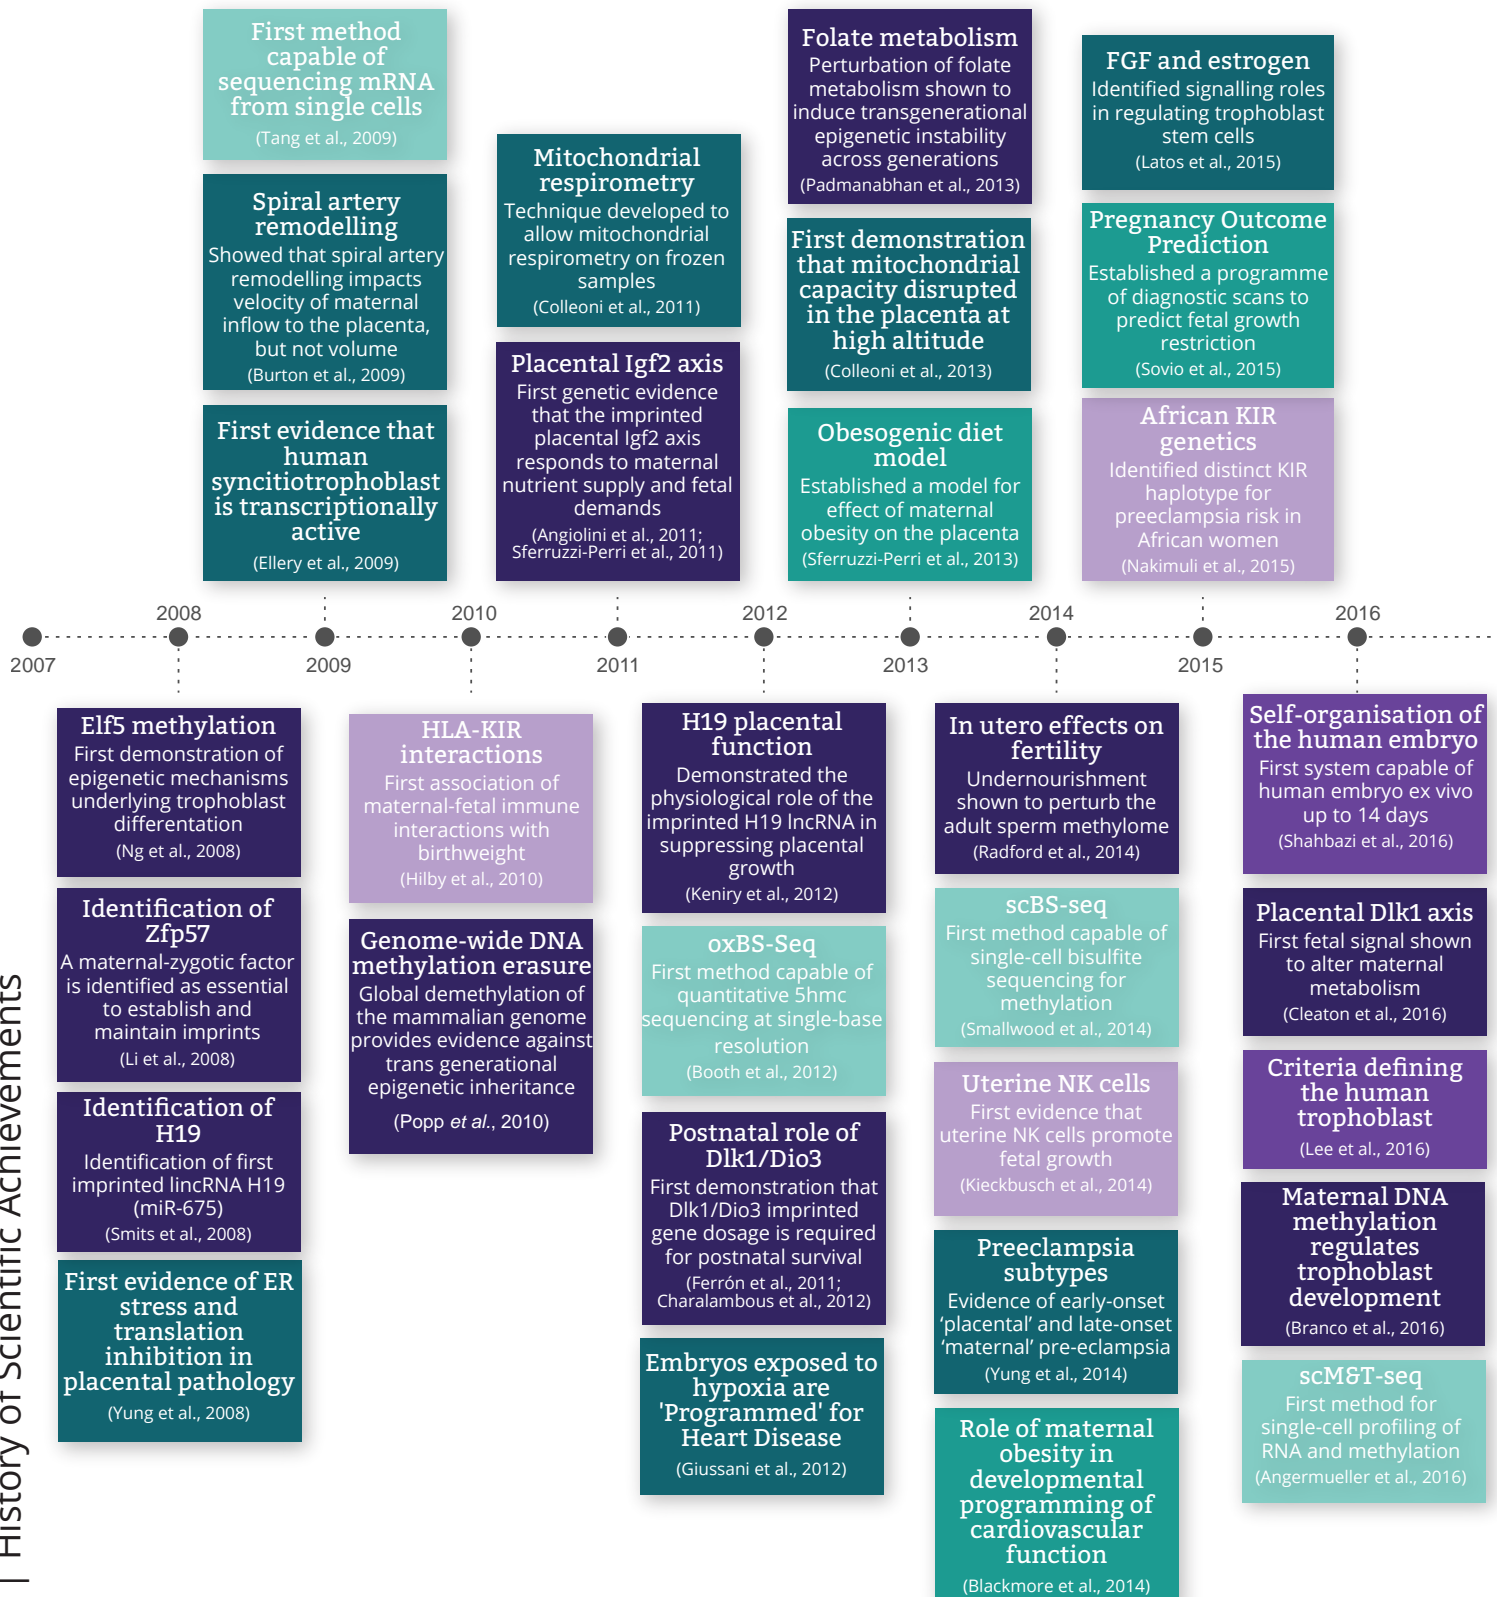 First method
capable of
sequencing mRNA
from single cells
(Tang et al., 2009)
Spiral artery
remodelling
Showed that spiral artery
remodelling impacts
velocity of maternal
inflow to the placenta,
but not volume
(Burton et al., 2009)
First evidence that
human
syncitiotrophoblast
is transcriptionally
active
(Ellery et al., 2009)
Mitochondrial
respirometry
Technique developed to
allow mitochondrial
respirometry on frozen
samples
(Colleoni et al., 2011)
Placental Igf2 axis
First genetic evidence
that the imprinted
placental Igf2 axis
responds to maternal
nutrient supply and fetal
demands
(Angiolini et al., 2011;
Sferruzzi-Perri et al., 2011)
Folate metabolism
Perturbation of folate
metabolism shown to
induce transgenerational
epigenetic instability
across generations
(Padmanabhan et al., 2013)
First demonstration
that mitochondrial
capacity disrupted
in the placenta at
high altitude
(Colleoni et al., 2013)
Obesogenic diet
model
Established a model for
effect of maternal
obesity on the placenta
(Sferruzzi-Perri et al., 2013)
FGF and estrogen
Identified signalling roles
in regulating trophoblast
stem cells
(Latos et al., 2015)
Pregnancy Outcome
Prediction
Established a programme
of diagnostic scans to
predict fetal growth
restriction
(Sovio et al., 2015)
African KIR
genetics
Identified distinct KIR
haplotype for
preeclampsia risk in
African women
(Nakimuli et al., 2015)
2008 2010 2012 2014 2016
2007 2009 2011 2013 2015
Elf5 methylation
First demonstration of
epigenetic mechanisms
underlying trophoblast
differentation
(Ng et al., 2008)
Identification of
Zfp57
A maternal-zygotic factor
is identified as essential
to establish and
maintain imprints
(Li et al., 2008)
Identification of
H19
Identification of first
imprinted lincRNA H19
(miR-675)
(Smits et al., 2008)
First evidence of ER
stress and
translation
inhibition in
placental pathology
(Yung et al., 2008)
HLA-KIR
interactions
First association of
maternal-fetal immune
interactions with
birthweight
(Hilby et al., 2010)
Genome-wide DNA
methylation erasure
Global demethylation of
the mammalian genome
provides evidence against
trans generational
epigenetic inheritance
(Popp et al., 2010)
H19 placental
function
Demonstrated the
physiological role of the
imprinted H19 lncRNA in
suppressing placental
growth
(Keniry et al., 2012)
oxBS-Seq
First method capable of
quantitative 5hmc
sequencing at single-base
resolution
(Booth et al., 2012)
Postnatal role of
Dlk1/Dio3
First demonstration that
Dlk1/Dio3 imprinted
gene dosage is required
for postnatal survival
(Ferrón et al., 2011;
Charalambous et al., 2012)
Embryos exposed to
hypoxia are
'Programmed' for
Heart Disease
(Giussani et al., 2012)
In utero effects on
fertility
Undernourishment
shown to perturb the
adult sperm methylome
(Radford et al., 2014)
scBS-seq
First method capable of
single-cell bisulfite
sequencing for
methylation
(Smallwood et al., 2014)
Uterine NK cells
First evidence that
uterine NK cells promote
fetal growth
(Kieckbusch et al., 2014)
Preeclampsia
subtypes
Evidence of early-onset
‘placental’ and late-onset
‘maternal’ pre-eclampsia
(Yung et al., 2014)
Role of maternal
obesity in
developmental
programming of
cardiovascular
function
(Blackmore et al., 2014)
Self-organisation of
the human embryo
First system capable of
human embryo ex vivo
up to 14 days
(Shahbazi et al., 2016)
Placental Dlk1 axis
First fetal signal shown
to alter maternal
metabolism
(Cleaton et al., 2016)
Criteria defining
the human
trophoblast
(Lee et al., 2016)
Maternal DNA
methylation
regulates
trophoblast
development
(Branco et al., 2016)
scM&T-seq
First method for
single-cell profiling of
RNA and methylation
(Angermueller et al., 2016)
| History of Scientific Achievements